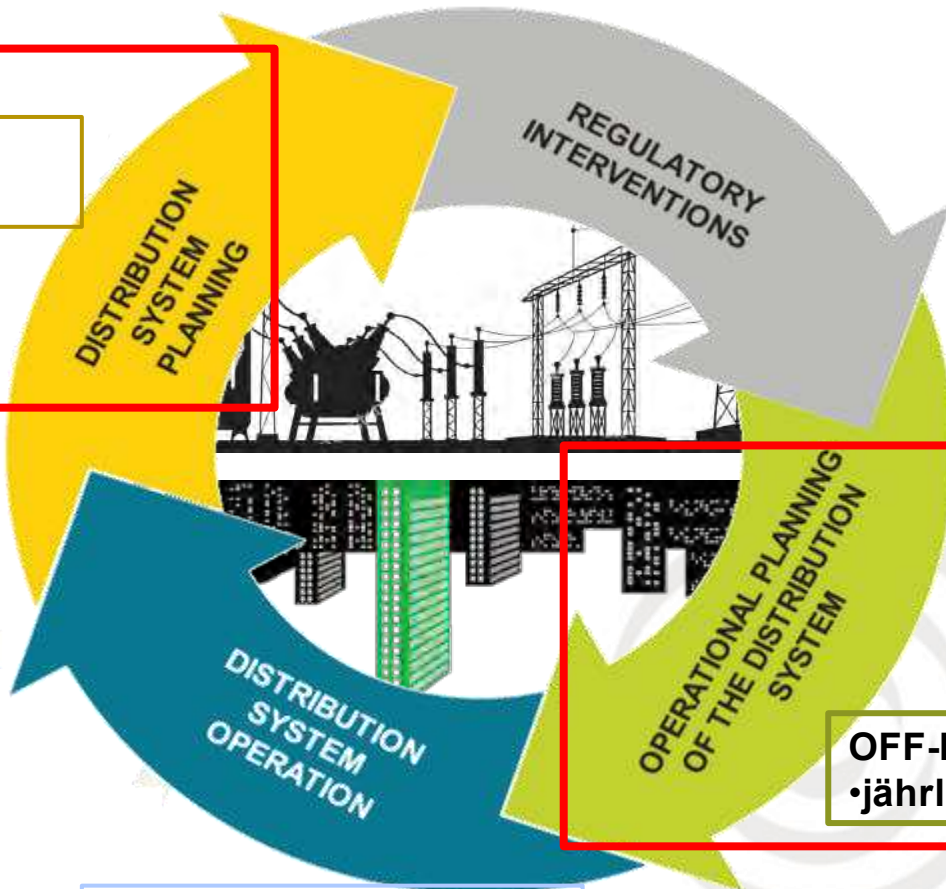 REGULATORY
INTERVENTIONS
DISTRIBUTION
SYSTEM
PLANNING
OPERATIONAL PLANNING
OF THE DISTRIBUTION
SYSTEM
DISTRIBUTION
SYSTEM
OPERATION